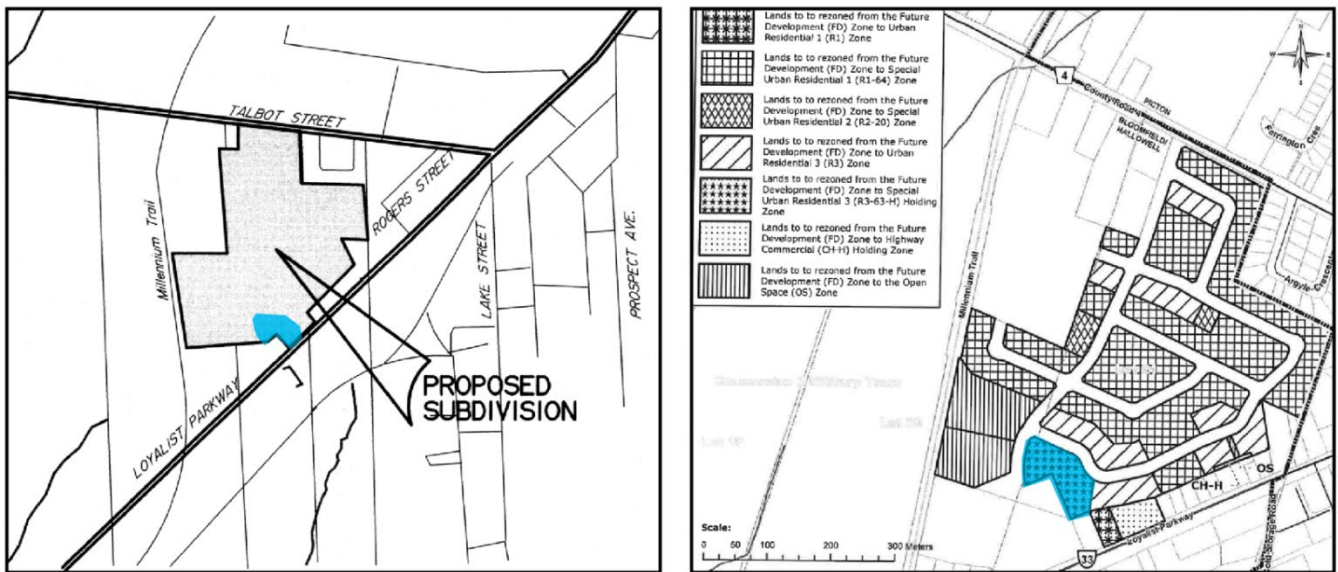 TALBOT STREET
Millennium Trail
ROGERS STREET
LAKE STREET
PROSPECT AVE.
LOYALIST PARKWAY
PROPOSED
SUBDIVISION
Lands to to rezoned from the Future
Development (FD) Zone to Urban
Residential 1 (R1) Zone
Lands to to rezoned from the Future
Development (FD) Zone to Special
Urban Residential 1 (R1-64) Zone
Lands to to rezoned from the Future
Development (FD) Zone to Special
Urban Residential 2 (R2-20) Zone
Lands to to rezoned from the Future
Development (FD) Zone to Urban
Residential 3 (R3) Zone
Lands to to rezoned from the Future
Development (FD) Zone to Special
Urban Residential 3 (R3-63-H) Holding
Zone
Lands to to rezoned from the Future
Development (FD) Zone to Highway
Commercial (CH-H) Holding Zone
Lands to to rezoned from the Future
Development (FD) Zone to the Open
Space (OS) Zone
4
County Road
PICTON
BLOOMFIELD/
HALLOWELL
Farrington Cres
Argyle Crescent
Millennium Trail
Military Tract
OS
CH-H
Loyalist Parkway
33
Scale:
0 50 100 200 300 Meters